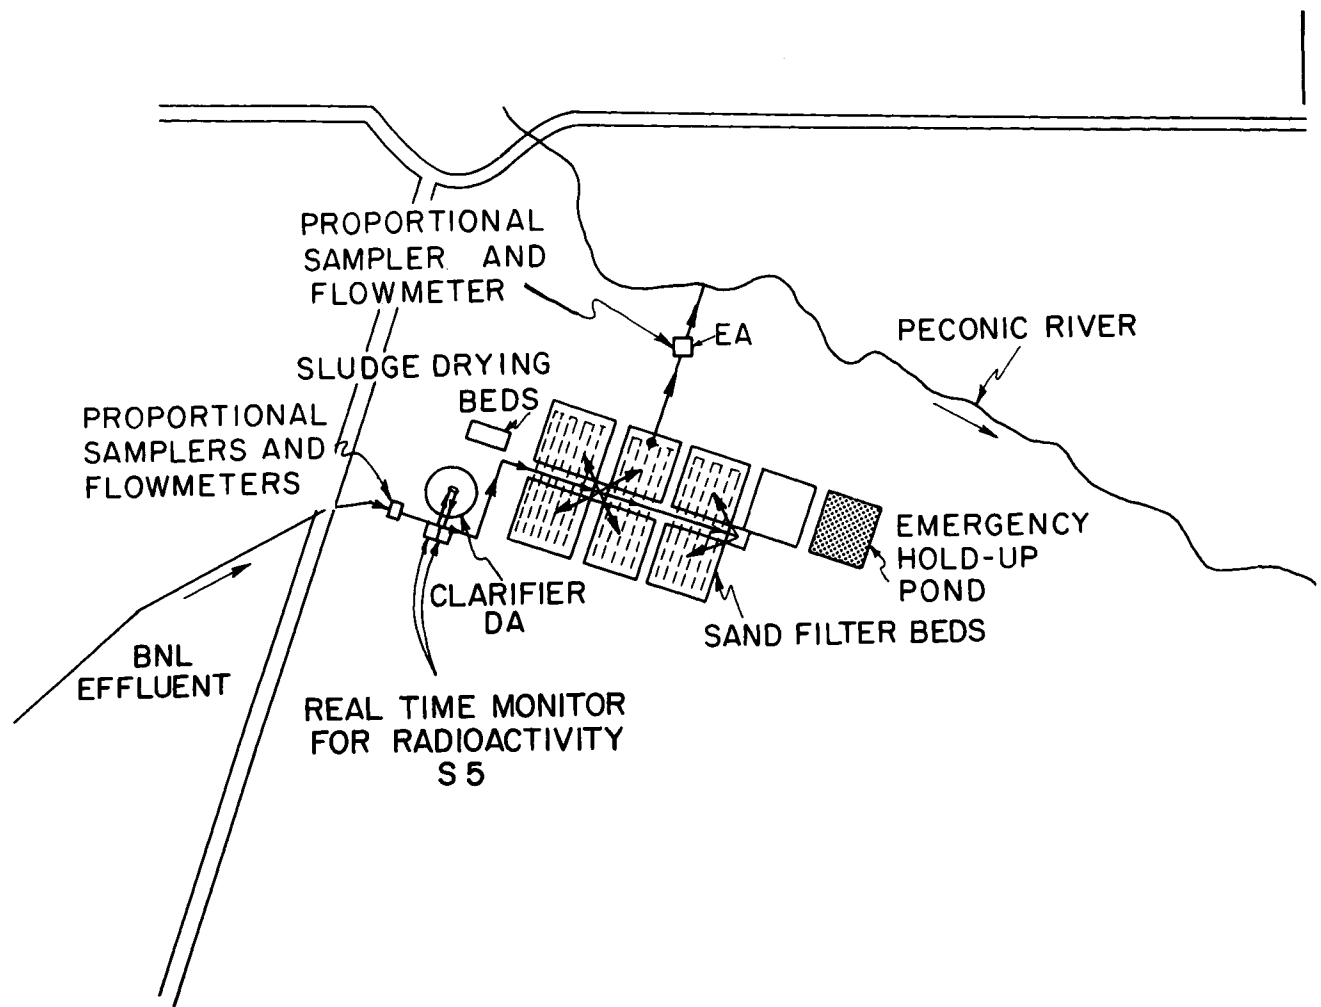 PROPORTIONAL
SAMPLER AND
FLOWMETER
EA
PECONIC RIVER
SLUDGE DRYING
BEDS
PROPORTIONAL
SAMPLERS AND
FLOWMETERS
EMERGENCY
HOLD-UP
POND
CLARIFIER
DA
SAND FILTER BEDS
BNL
EFFLUENT
REAL TIME MONITOR
FOR RADIOACTIVITY
S5